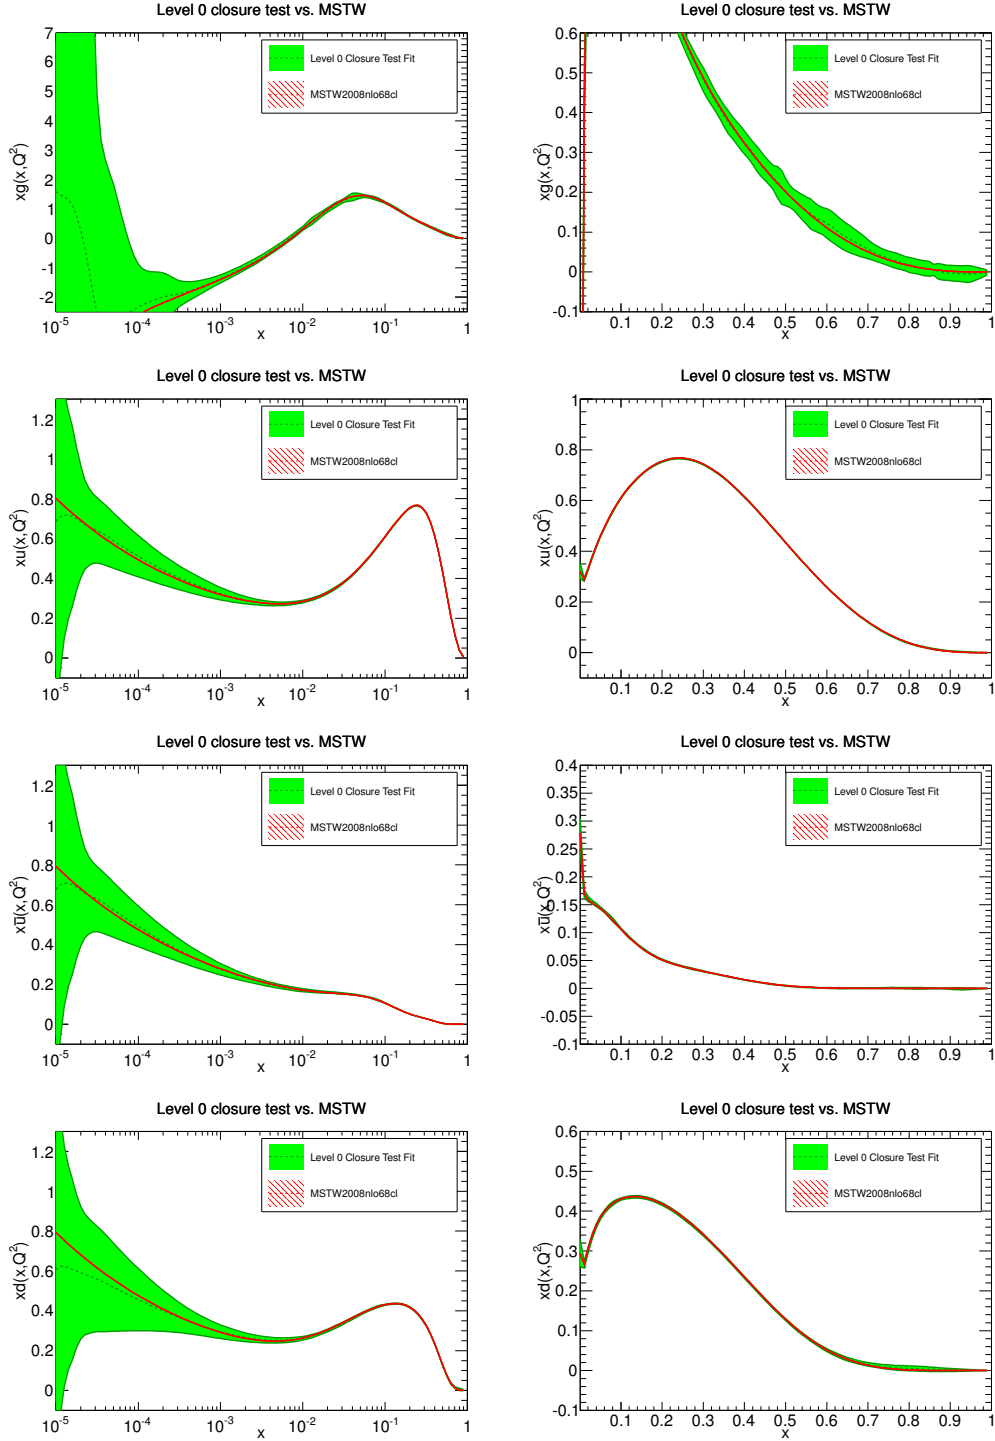 Level 0 closure test vs. MSTW
xg(x,Q²)
7
6
5
4
3
2
1
0
-1
-2
Level 0 Closure Test Fit
MSTW2008nlo68cl
10⁻⁵ 10⁻⁴ 10⁻³ 10⁻² 10⁻¹ 1
x
Level 0 closure test vs. MSTW
xg(x,Q²)
0.6
0.5
0.4
0.3
0.2
0.1
0
-0.1
Level 0 Closure Test Fit
MSTW2008nlo68cl
0.1 0.2 0.3 0.4 0.5 0.6 0.7 0.8 0.9 1
x
Level 0 closure test vs. MSTW
xu(x,Q²)
1.2
1
0.8
0.6
0.4
0.2
0
Level 0 Closure Test Fit
MSTW2008nlo68cl
10⁻⁵ 10⁻⁴ 10⁻³ 10⁻² 10⁻¹ 1
x
Level 0 closure test vs. MSTW
xu(x,Q²)
1
0.8
0.6
0.4
0.2
0
Level 0 Closure Test Fit
MSTW2008nlo68cl
0.1 0.2 0.3 0.4 0.5 0.6 0.7 0.8 0.9 1
x
Level 0 closure test vs. MSTW
xū(x,Q²)
1.2
1
0.8
0.6
0.4
0.2
0
Level 0 Closure Test Fit
MSTW2008nlo68cl
10⁻⁵ 10⁻⁴ 10⁻³ 10⁻² 10⁻¹ 1
x
Level 0 closure test vs. MSTW
xū(x,Q²)
0.4
0.35
0.3
0.25
0.2
0.15
0.1
0.05
0
-0.05
-0.1
Level 0 Closure Test Fit
MSTW2008nlo68cl
0.1 0.2 0.3 0.4 0.5 0.6 0.7 0.8 0.9 1
x
Level 0 closure test vs. MSTW
xd(x,Q²)
1.2
1
0.8
0.6
0.4
0.2
0
Level 0 Closure Test Fit
MSTW2008nlo68cl
10⁻⁵ 10⁻⁴ 10⁻³ 10⁻² 10⁻¹ 1
x
Level 0 closure test vs. MSTW
xd(x,Q²)
0.6
0.5
0.4
0.3
0.2
0.1
0
-0.1
Level 0 Closure Test Fit
MSTW2008nlo68cl
0.1 0.2 0.3 0.4 0.5 0.6 0.7 0.8 0.9 1
x